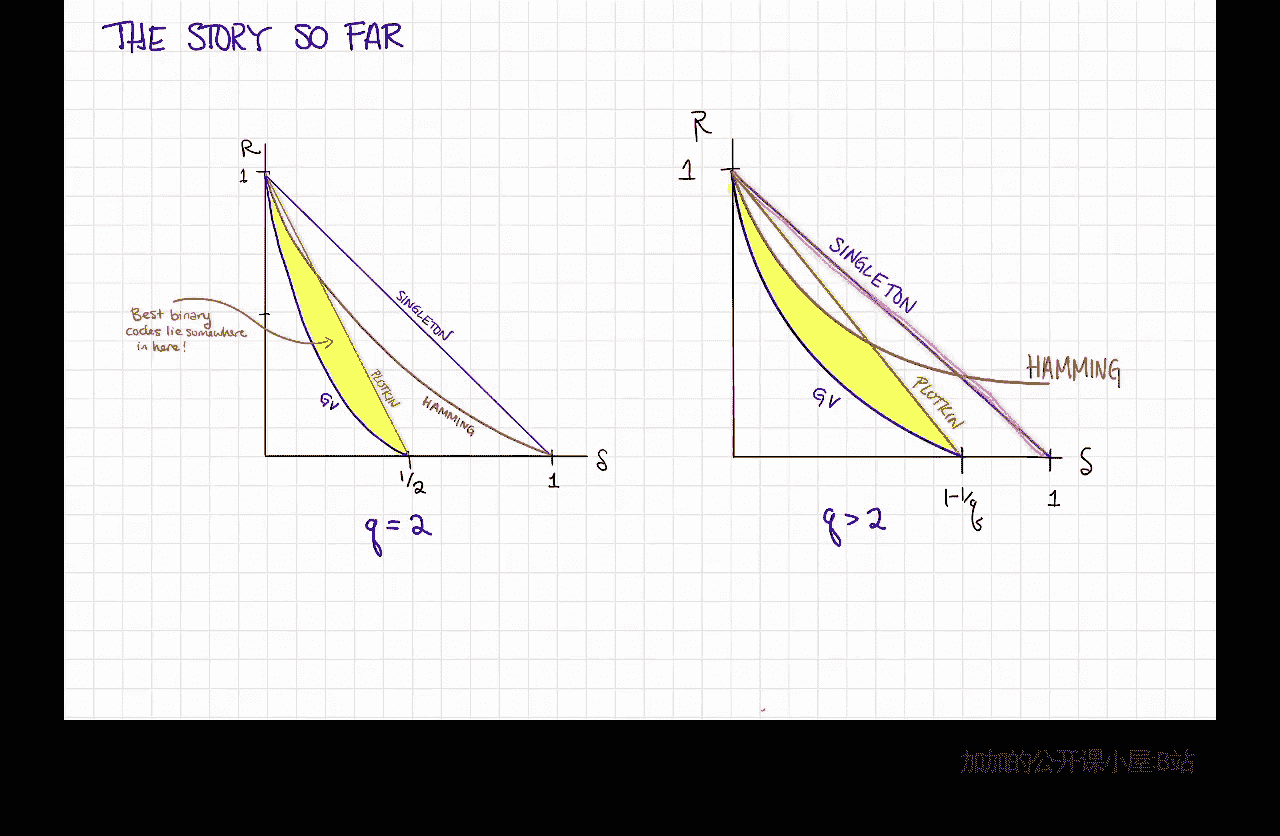 THE STORY SO FAR
R
1
SINGLETON
Best binary
codes lie somewhere
in here!
PLOTKIN
GV
HAMMING
1/2
1
δ
q = 2
R
1
SINGLETON
HAMMING
PLOTKIN
GV
1-1/q
1
δ
q > 2
加加的公开课小屋:B站